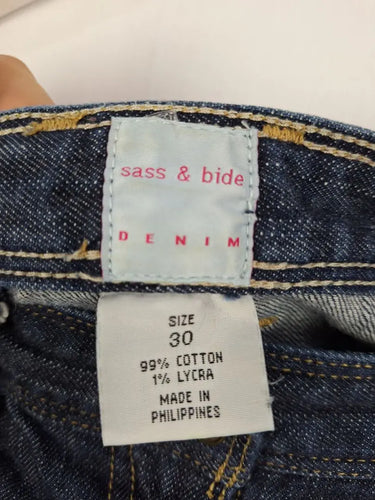 sass & bide
DENIM
SIZE
30
99% COTTON
1% LYCRA
MADE IN
PHILIPPINES